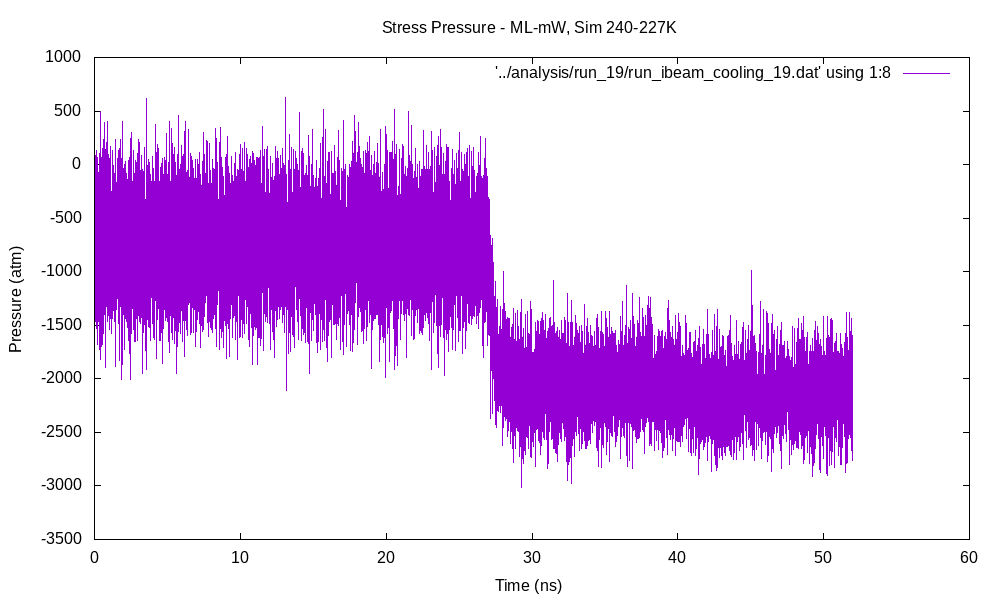 Stress Pressure - ML-mW, Sim 240-227K
'../analysis/run_19/run_ibeam_cooling_19.dat' using 1:8
1000
500
0
-500
-1000
-1500
-2000
-2500
-3000
-3500
Pressure (atm)
0 10 20 30 40 50 60
Time (ns)